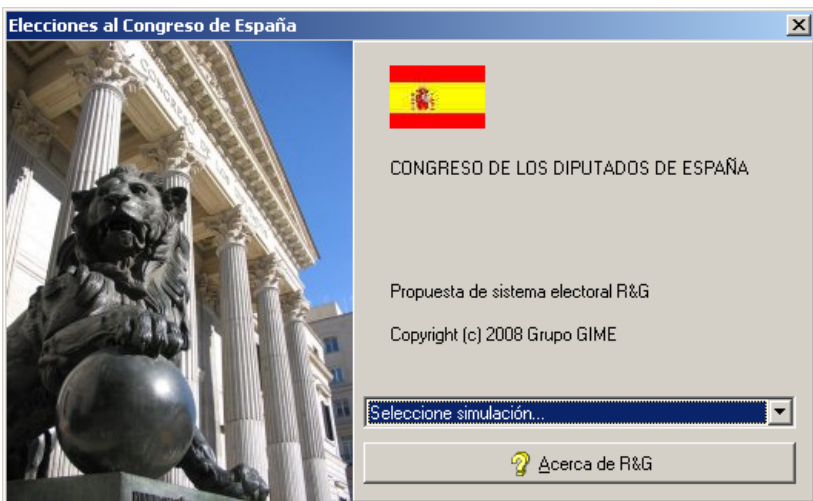 Elecciones al Congreso de España
CONGRESO DE LOS DIPUTADOS DE ESPAÑA
Propuesta de sistema electoral R&G
Copyright (c) 2008 Grupo GIME
Seleccione simulación...
Acerca de R&G